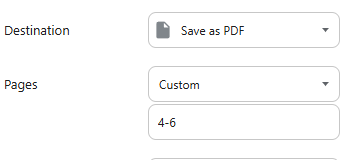 Destination
Save as PDF
Pages
Custom
4-6